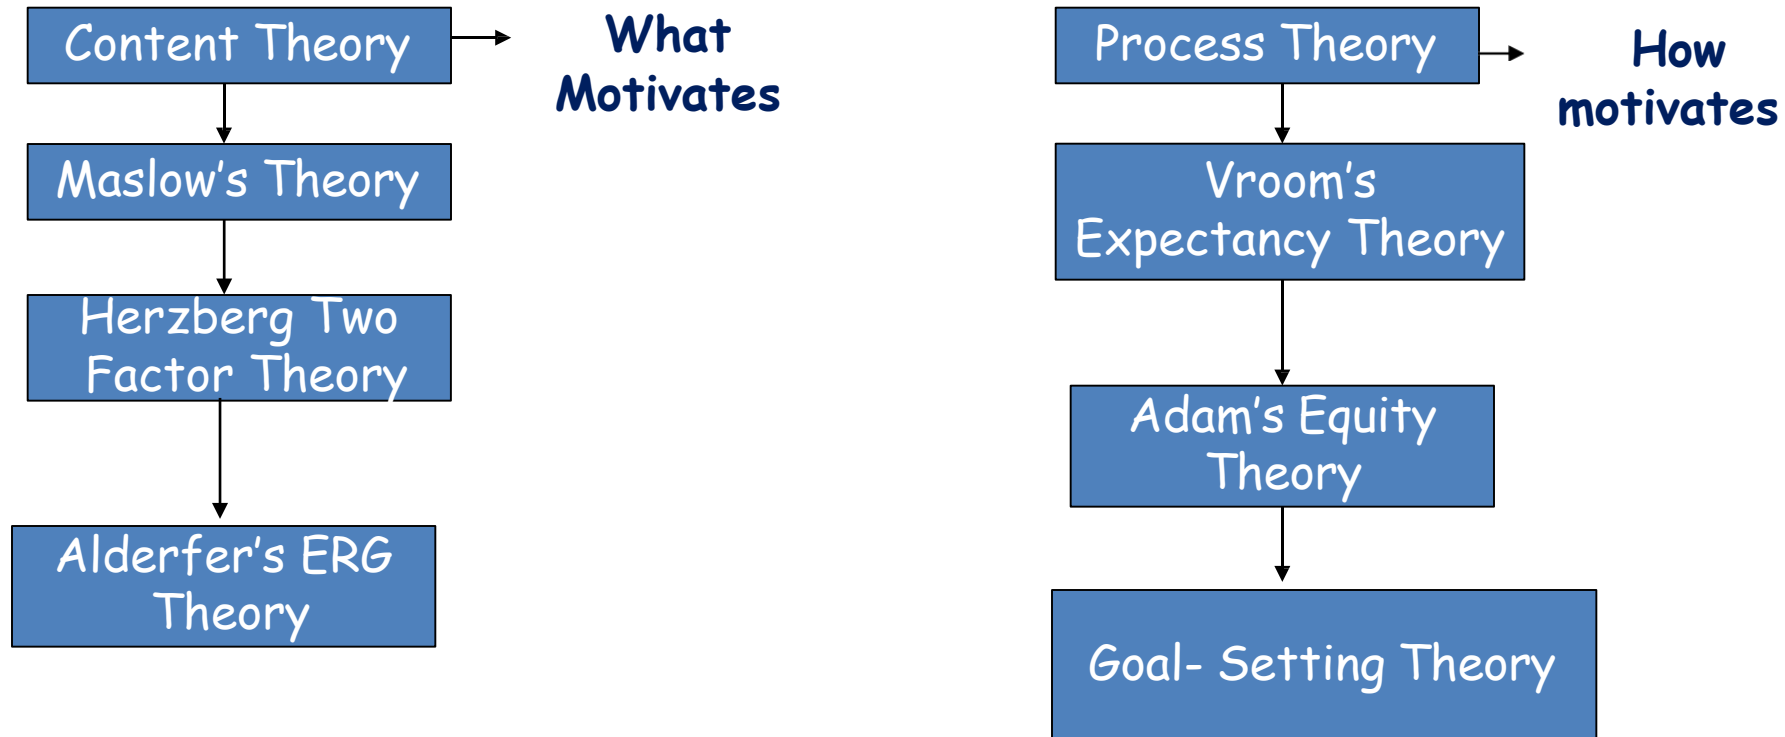 Content Theory
What
Motivates
Maslow's Theory
Herzberg Two
Factor Theory
Alderfer's ERG
Theory
Process Theory
How
motivates
Vroom's
Expectancy Theory
Adam's Equity
Theory
Goal- Setting Theory